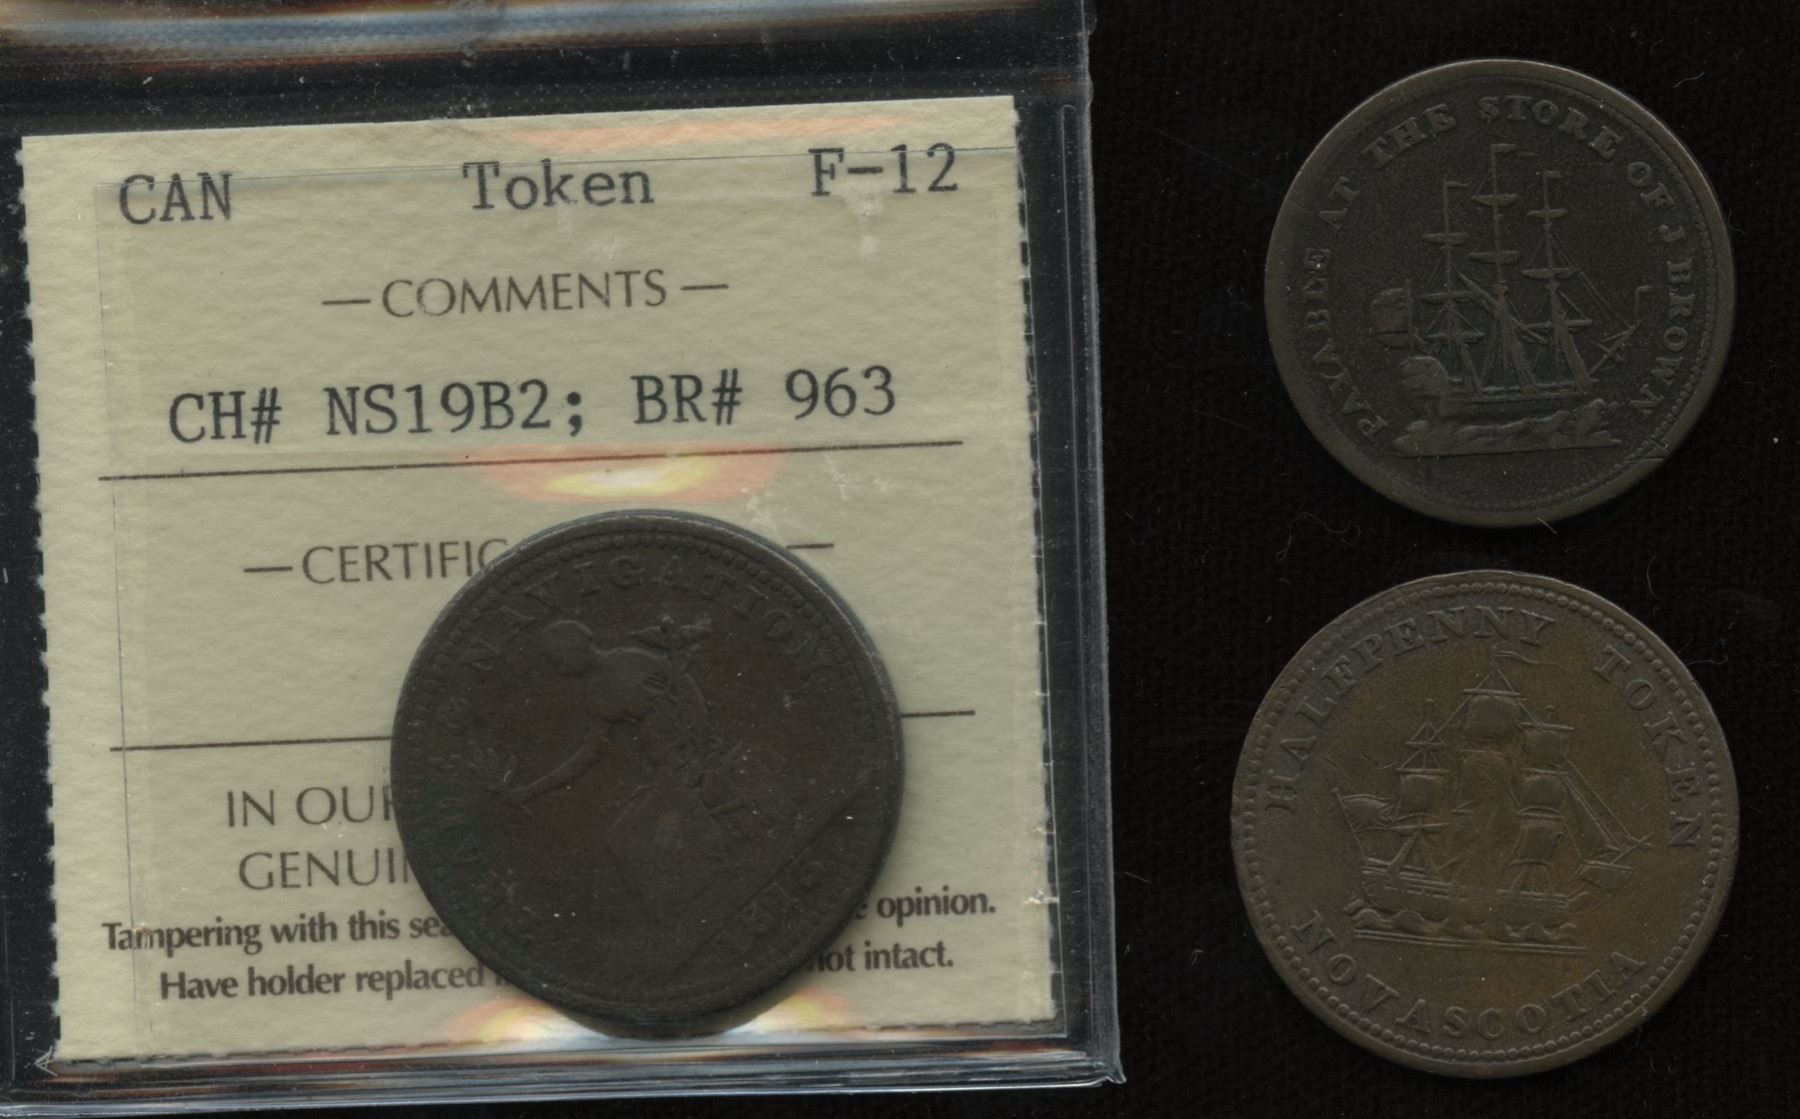 CAN Token F-12
— COMMENTS —
CH# NS19B2; BR# 963
— CERTIFIC —
IN OUR
GENUI
Tampering with this sea opinion.
Have holder replaced not intact.
NAVIGATION
PAYABLE AT THE STORE OF J BROWN
HALFPENNY TOKEN
NOVA SCOTIA